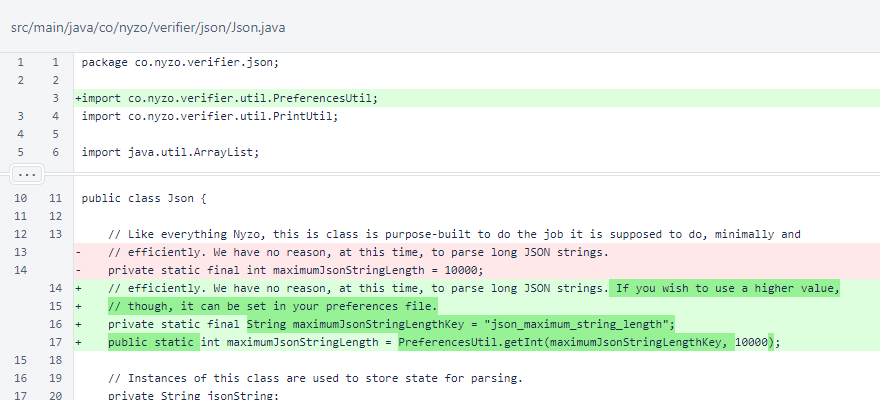 src/main/java/co/nyzo/verifier/json/Json.java
1 1 package co.nyzo.verifier.json;
2 2
3 +import co.nyzo.verifier.util.PreferencesUtil;
3 4 import co.nyzo.verifier.util.PrintUtil;
4 5
5 6 import java.util.ArrayList;
...
10 11 public class Json {
11 12
12 13 // Like everything Nyzo, this is class is purpose-built to do the job it is supposed to do, minimally and
13 - // efficiently. We have no reason, at this time, to parse long JSON strings.
14 - private static final int maximumJsonStringLength = 10000;
14 + // efficiently. We have no reason, at this time, to parse long JSON strings. If you wish to use a higher value,
15 + // though, it can be set in your preferences file.
16 + private static final String maximumJsonStringLengthKey = "json_maximum_string_length";
17 + public static int maximumJsonStringLength = PreferencesUtil.getInt(maximumJsonStringLengthKey, 10000);
15 18
16 19 // Instances of this class are used to store state for parsing.
17 20 private String jsonString;